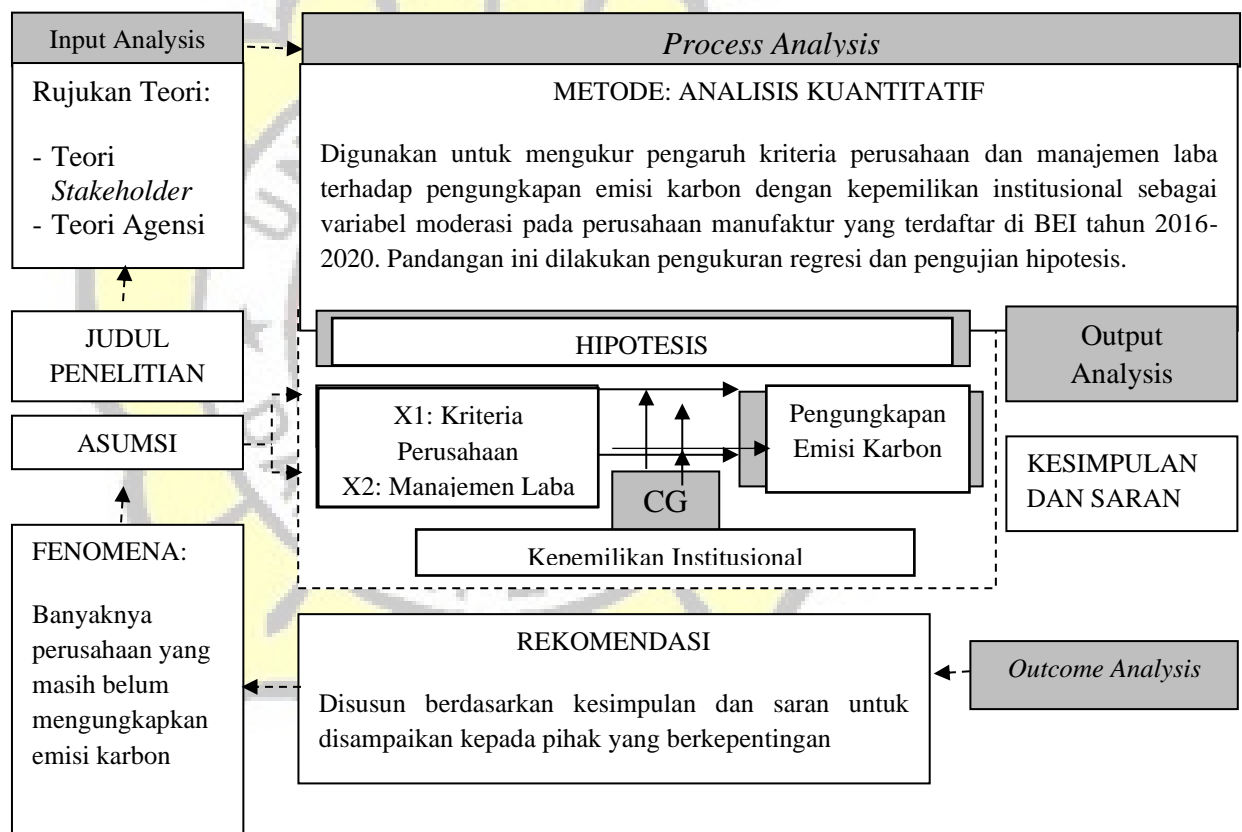 Input Analysis
Rujukan Teori:
- Teori
Stakeholder
- Teori Agensi
JUDUL
PENELITIAN
ASUMSI
FENOMENA:
Banyaknya
perusahaan yang
masih belum
mengungkapkan
emisi karbon
Process Analysis
METODE: ANALISIS KUANTITATIF
Digunakan untuk mengukur pengaruh kriteria perusahaan dan manajemen laba
terhadap pengungkapan emisi karbon dengan kepemilikan institusional sebagai
variabel moderasi pada perusahaan manufaktur yang terdaftar di BEI tahun 2016-
2020. Pandangan ini dilakukan pengukuran regresi dan pengujian hipotesis.
HIPOTESIS
X1: Kriteria
Perusahaan
X2: Manajemen Laba
CG
Pengungkapan
Emisi Karbon
Kepemilikan Institusional
Output
Analysis
KESIMPULAN
DAN SARAN
REKOMENDASI
Disusun berdasarkan kesimpulan dan saran untuk
disampaikan kepada pihak yang berkepentingan
Outcome Analysis